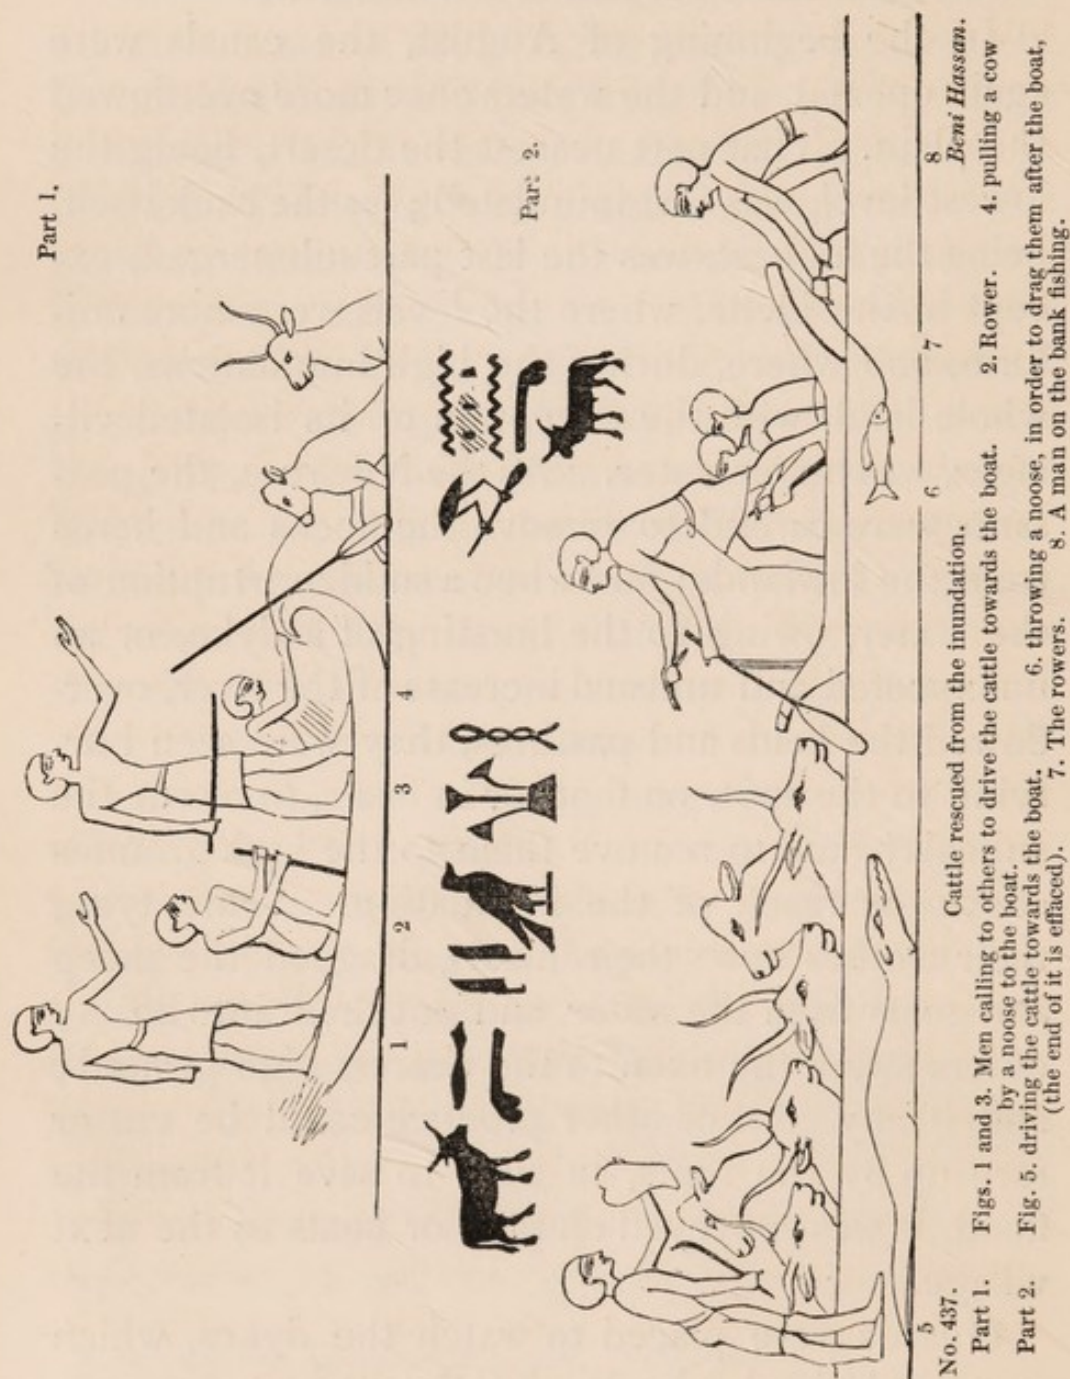 Part 1.
Par: 2.
1 2 3 4
5 6 7 8
No. 437. Cattle rescued from the inundation. Beni Hassan.
Part 1. Figs. 1 and 3. Men calling to others to drive the cattle towards the boat. 2. Rower. 4. pulling a cow
by a noose to the boat.
Part 2. Fig. 5. driving the cattle towards the boat. 6. throwing a noose, in order to drag them after the boat,
(the end of it is effaced). 7. The rowers. 8. A man on the bank fishing.